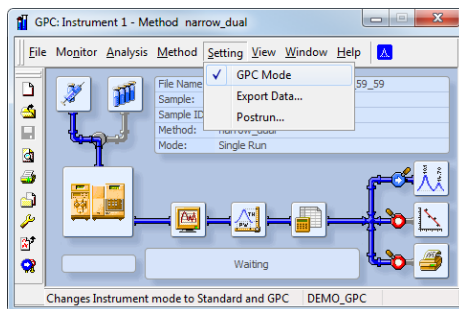 GPC: Instrument 1 - Method narrow_dual
File Monitor Analysis Method Setting View Window Help
GPC Mode
Export Data...
Postrun...
File Name
59_59
Sample:
Sample ID
Method:
Mode: Single Run
Waiting
Changes Instrument mode to Standard and GPC DEMO_GPC